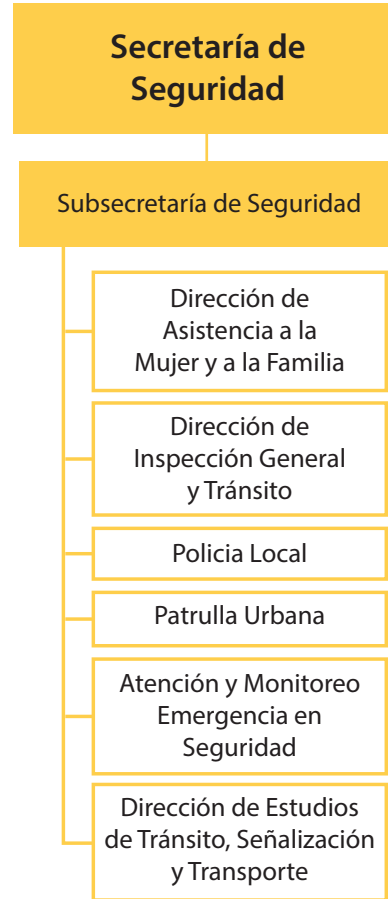 Secretaría de
Seguridad
Subsecretaría de Seguridad
Dirección de
Asistencia a la
Mujer y a la Familia
Dirección de
Inspección General
y Tránsito
Policia Local
Patrulla Urbana
Atención y Monitoreo
Emergencia en
Seguridad
Dirección de Estudios
de Tránsito, Señalización
y Transporte